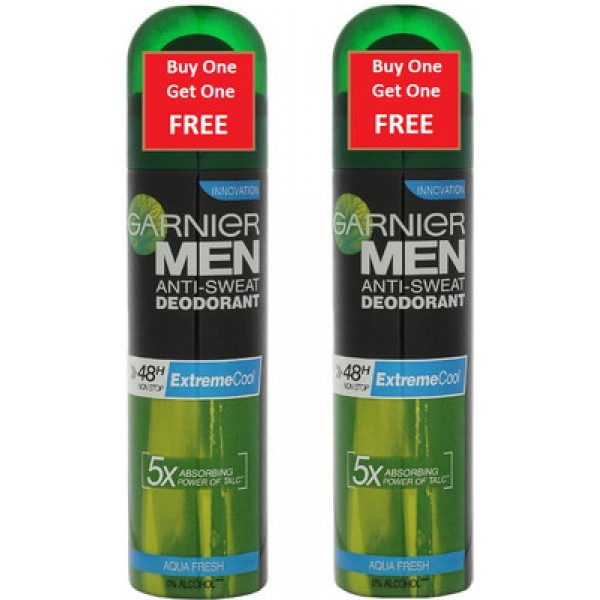 Buy One
Get One
FREE
INNOVATION
GARNIER
MEN
ANTI-SWEAT
DEODORANT
48H
NON STOP
ExtremeCool
5X ABSORBING
POWER OF TALC
AQUA FRESH
0% ALCOHOL
Buy One
Get One
FREE
INNOVATION
GARNIER
MEN
ANTI-SWEAT
DEODORANT
48H
NON STOP
ExtremeCool
5X ABSORBING
POWER OF TALC
AQUA FRESH
0% ALCOHOL